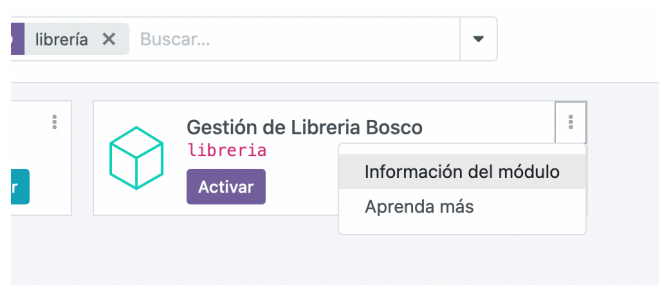 librería ✕ Buscar...
Gestión de Libreria Bosco
libreria
Activar
Información del módulo
Aprenda más